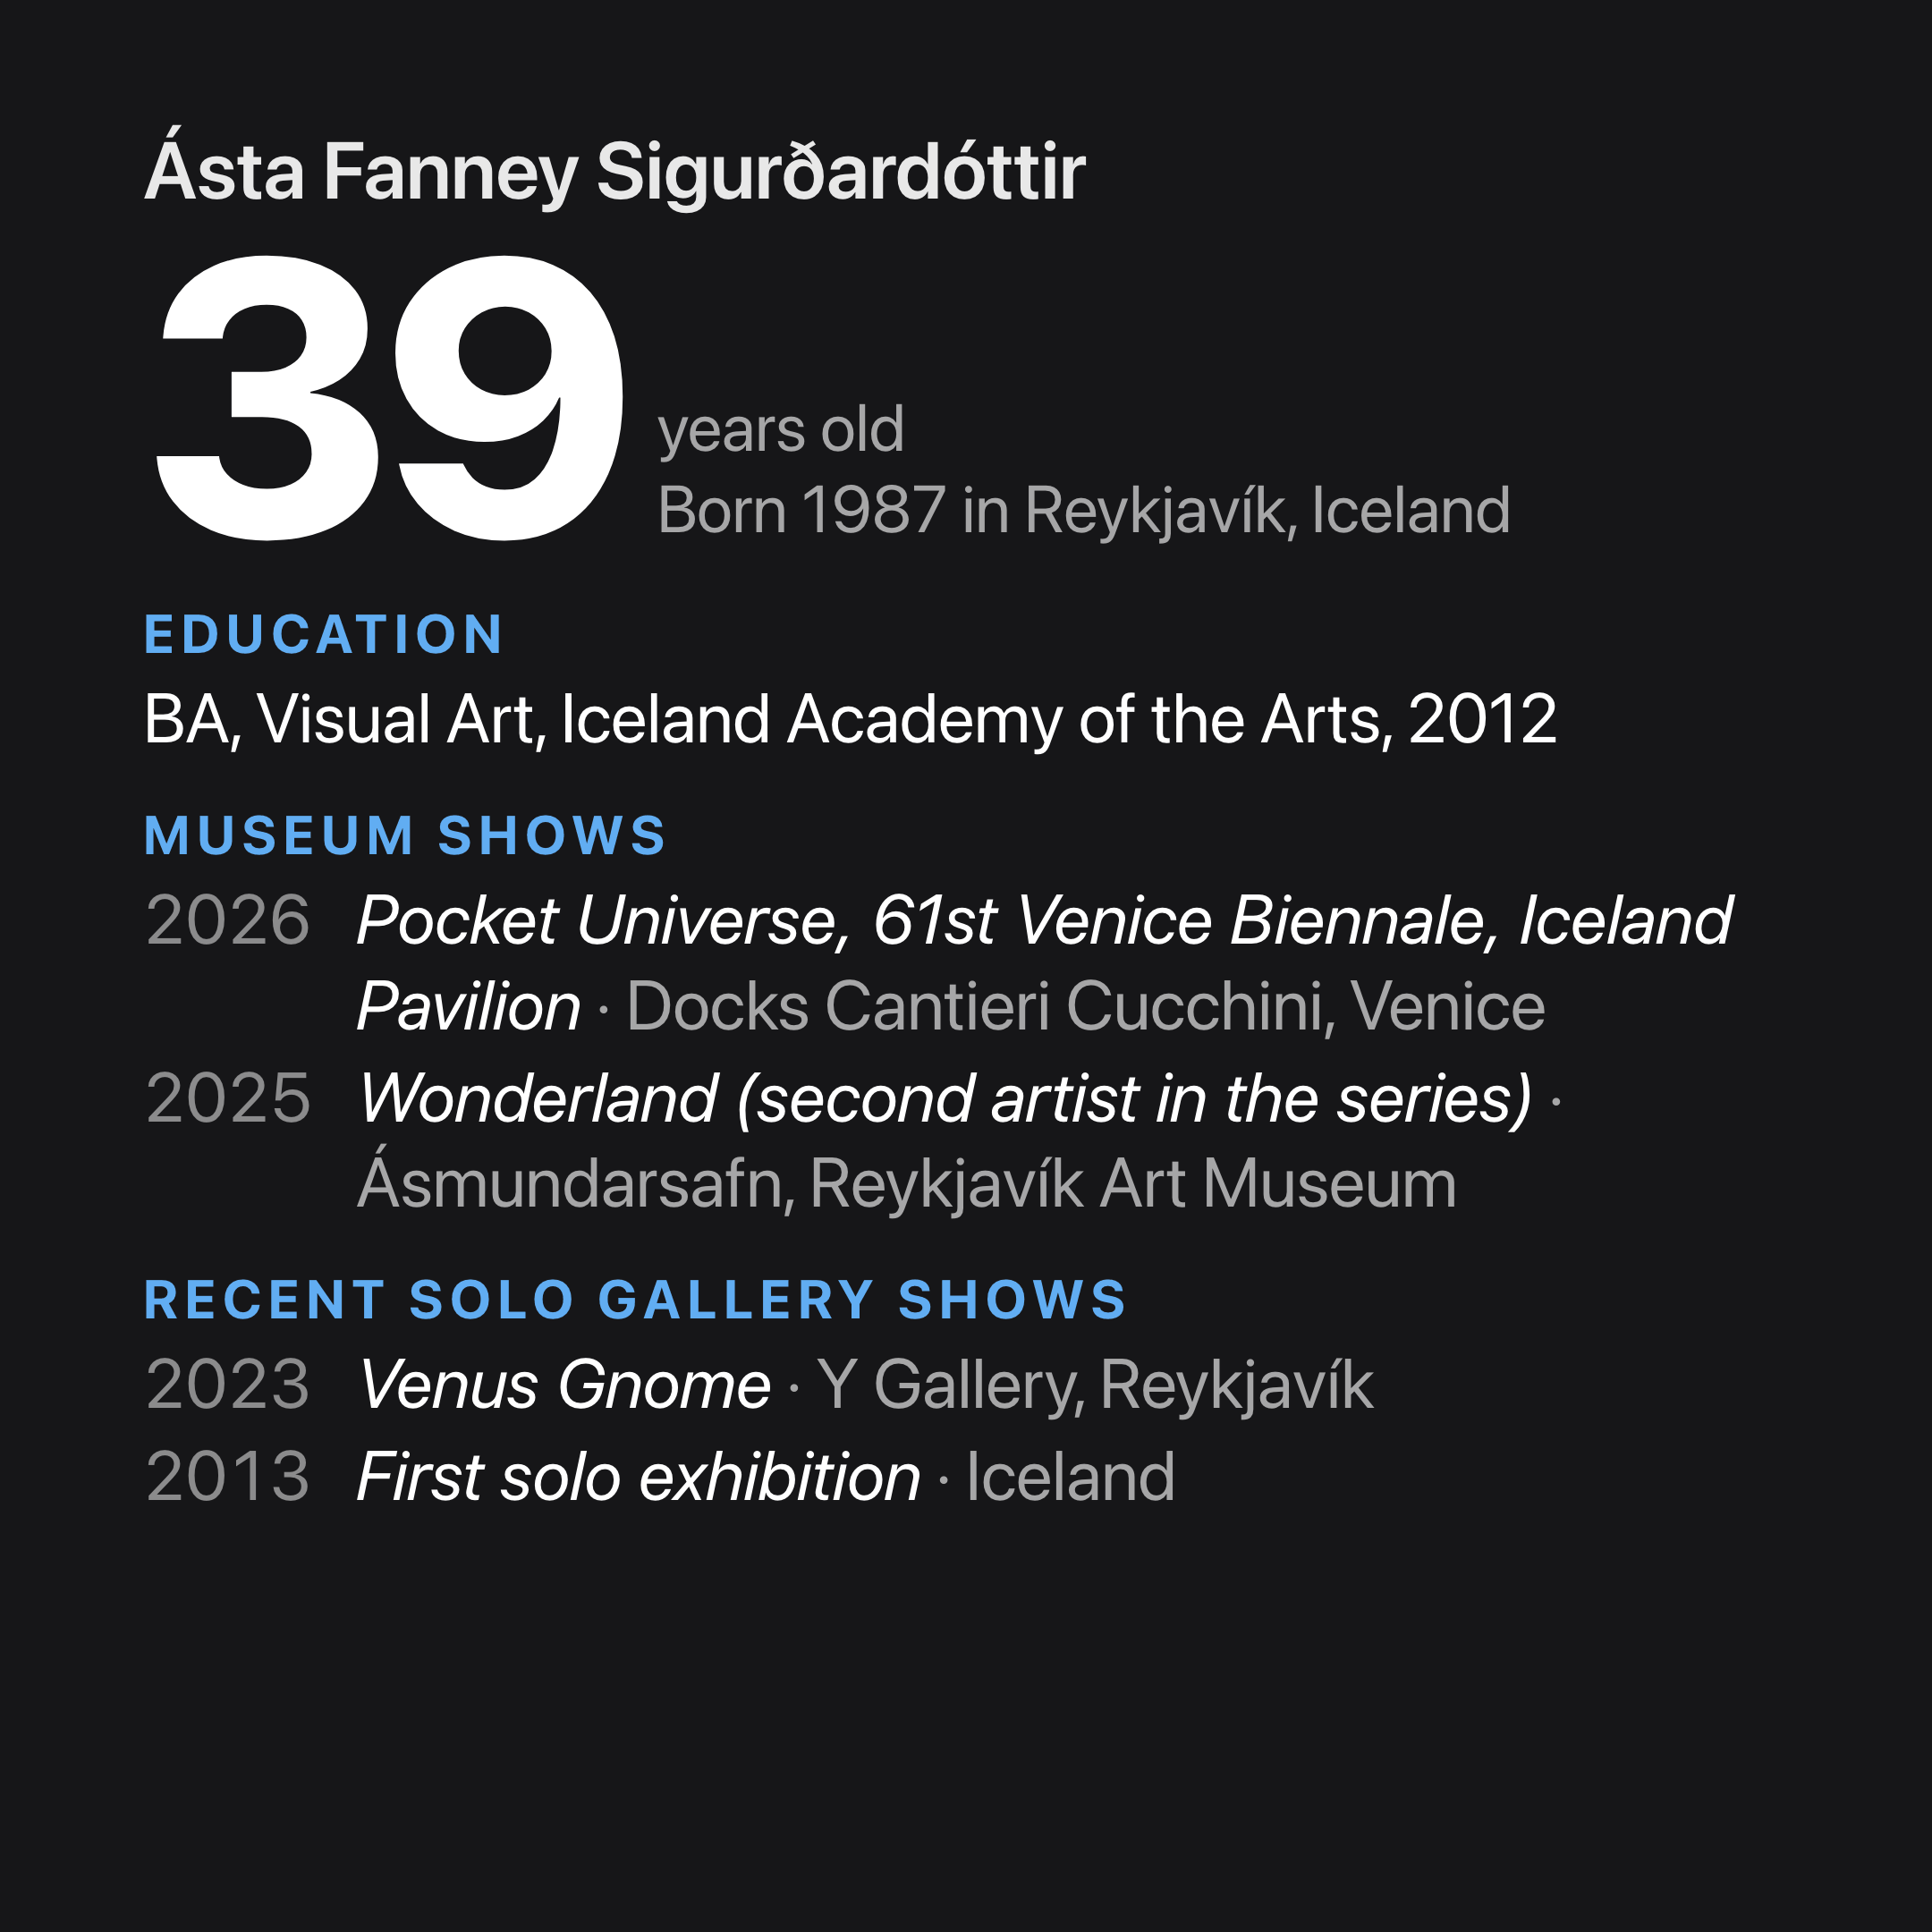 Ásta Fanney Sigurðardóttir
39 years old
Born 1987 in Reykjavík, Iceland
EDUCATION
BA, Visual Art, Iceland Academy of the Arts, 2012
MUSEUM SHOWS
2026 Pocket Universe, 61st Venice Biennale, Iceland
Pavilion · Docks Cantieri Cucchini, Venice
2025 Wonderland (second artist in the series) ·
Ásmundarsafn, Reykjavík Art Museum
RECENT SOLO GALLERY SHOWS
2023 Venus Gnome · Y Gallery, Reykjavík
2013 First solo exhibition · Iceland